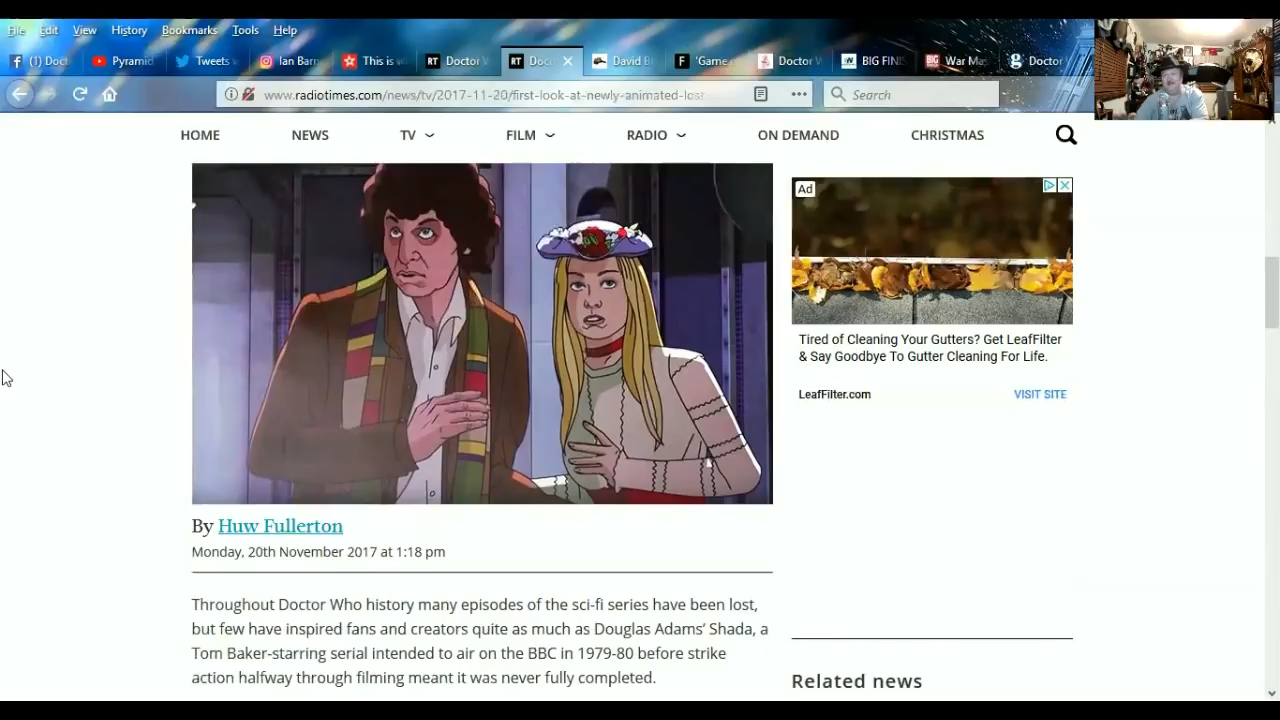 File Edit View History Bookmarks Tools Help
(1) Doct Pyramid Tweets Ian Barr This is w Doctor Doc David B 'Game Doctor BIG FINIS War Mas Doctor
www.radiotimes.com/news/tv/2017-11-20/first-look-at-newly-animated-los
Search
HOME NEWS TV FILM RADIO ON DEMAND CHRISTMAS
Ad
Tired of Cleaning Your Gutters? Get LeafFilter
& Say Goodbye To Gutter Cleaning For Life.
LeafFilter.com VISIT SITE
By Huw Fullerton
Monday, 20th November 2017 at 1:18 pm
Throughout Doctor Who history many episodes of the sci-fi series have been lost,
but few have inspired fans and creators quite as much as Douglas Adams' Shada, a
Tom Baker-starring serial intended to air on the BBC in 1979-80 before strike
action halfway through filming meant it was never fully completed.
Related news